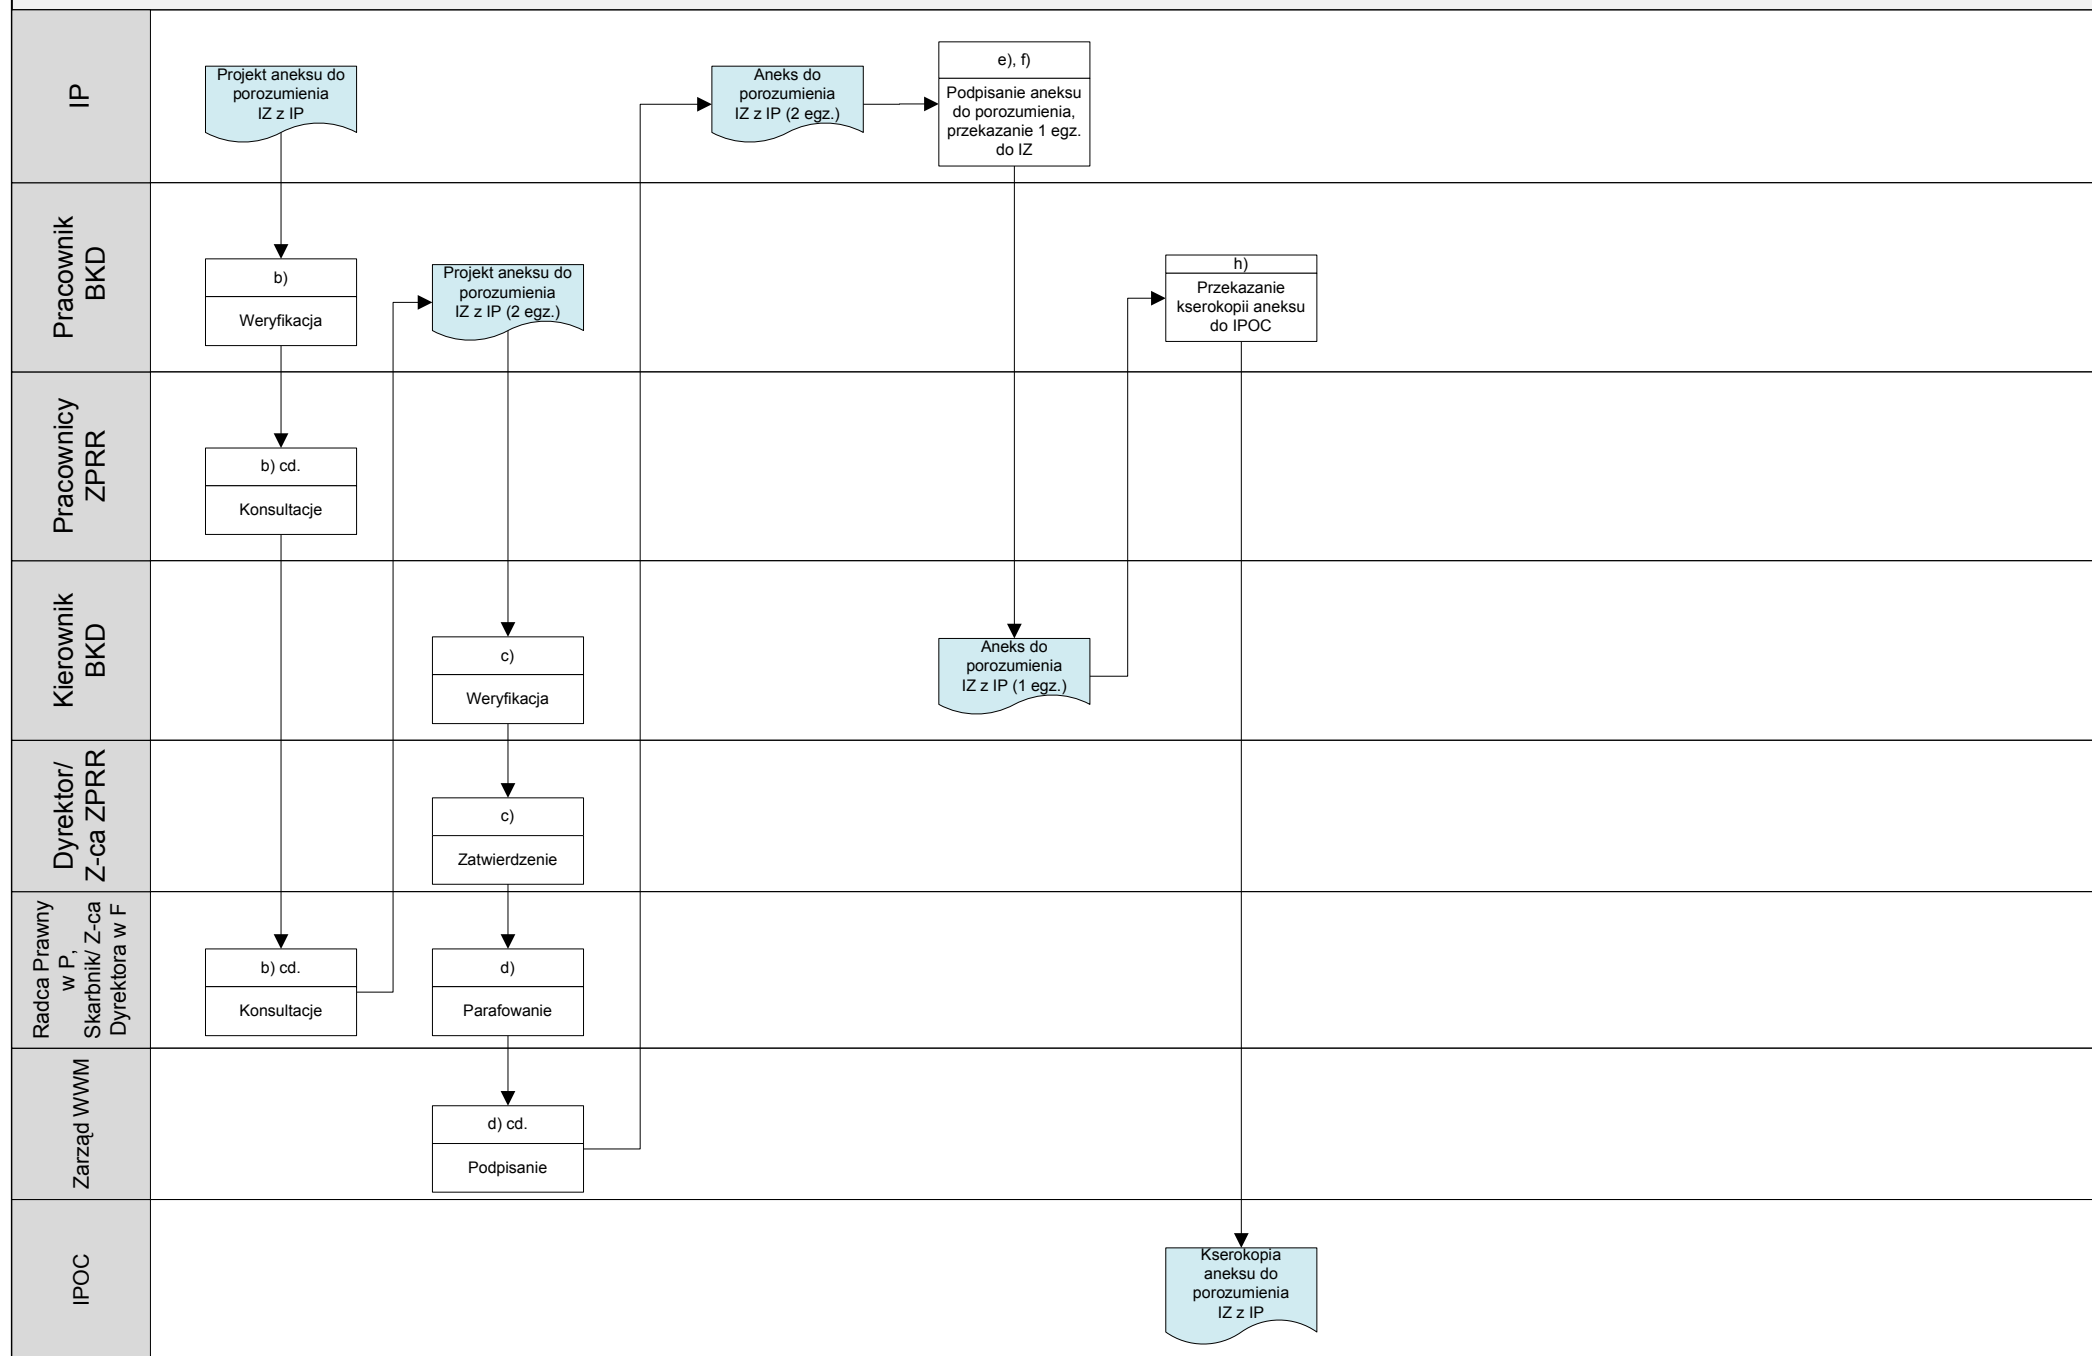 IP
Projekt aneksu do
porozumienia
IZ z IP
Aneks do
porozumienia
IZ z IP (2 egz.)
e), f)
Podpisanie aneksu
do porozumienia,
przekazanie 1 egz.
do IZ
Pracownik
BKD
b)
Weryfikacja
Projekt aneksu do
porozumienia
IZ z IP (2 egz.)
h)
Przekazanie
kserokopii aneksu
do IPOC
Pracownicy
ZPRR
b) cd.
Konsultacje
Kierownik
BKD
c)
Weryfikacja
Aneks do
porozumienia
IZ z IP (1 egz.)
Dyrektor/
Z-ca ZPRR
c)
Zatwierdzenie
Radca Prawny
w P,
Skarbnik/ Z-ca
Dyrektora w F
b) cd.
Konsultacje
d)
Parafowanie
Zarząd WWM
d) cd.
Podpisanie
IPOC
Kserokopia
aneksu do
porozumienia
IZ z IP